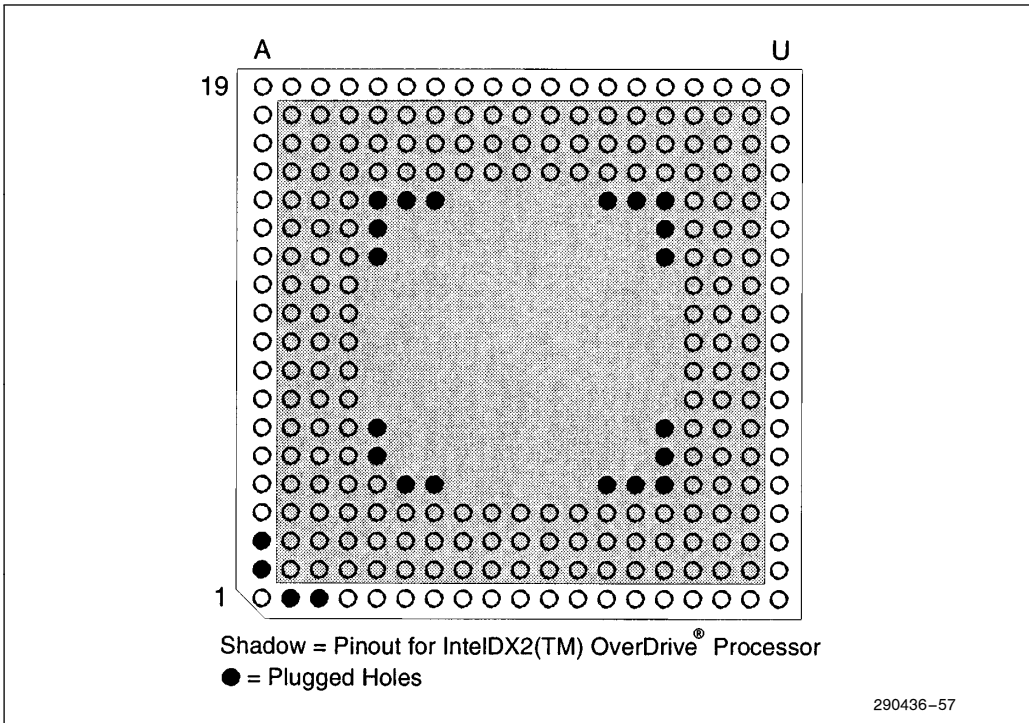 A U
19
1
Shadow = Pinout for IntelDX2(TM) OverDrive® Processor
● = Plugged Holes
290436–57